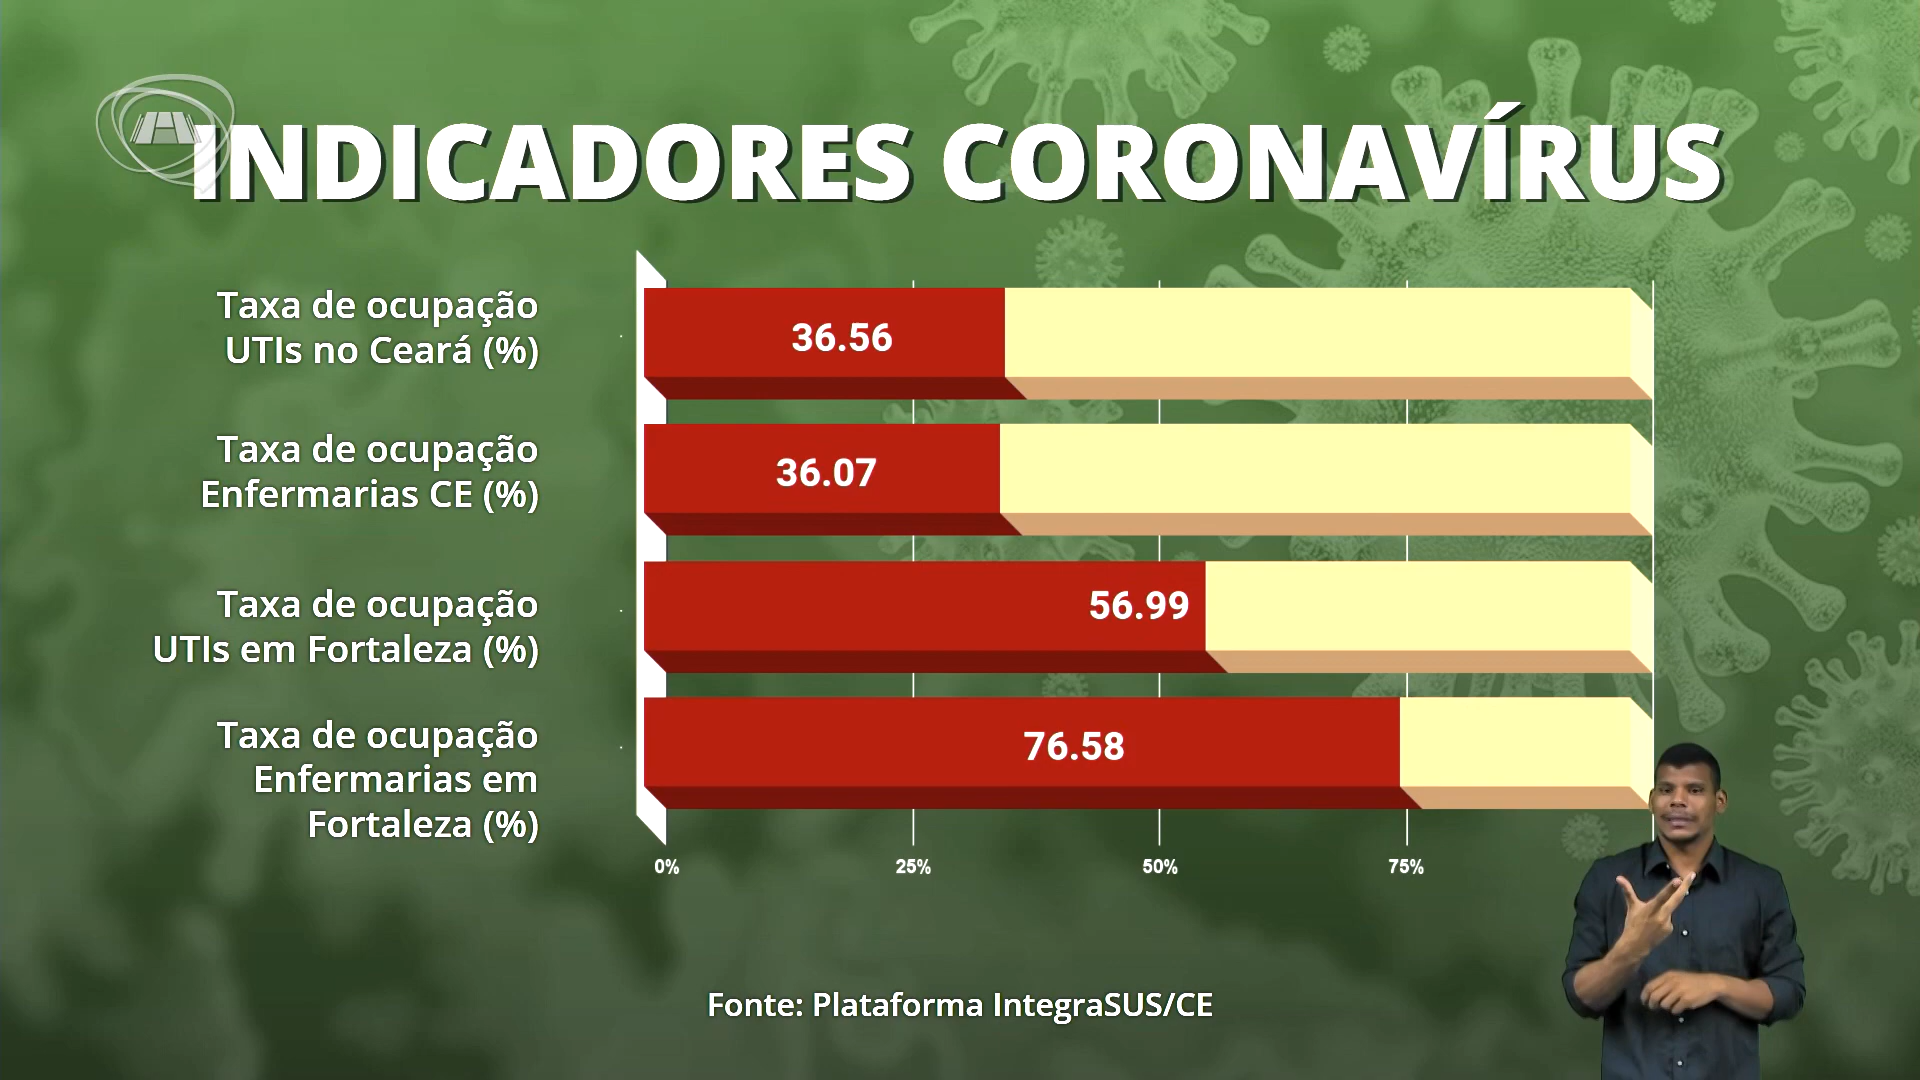 INDICADORES CORONAVÍRUS
Taxa de ocupação
UTIs no Ceará (%)
36.56
Taxa de ocupação
Enfermarias CE (%)
36.07
Taxa de ocupação
UTIs em Fortaleza (%)
56.99
Taxa de ocupação
Enfermarias em
Fortaleza (%)
76.58
0% 25% 50% 75%
Fonte: Plataforma IntegraSUS/CE